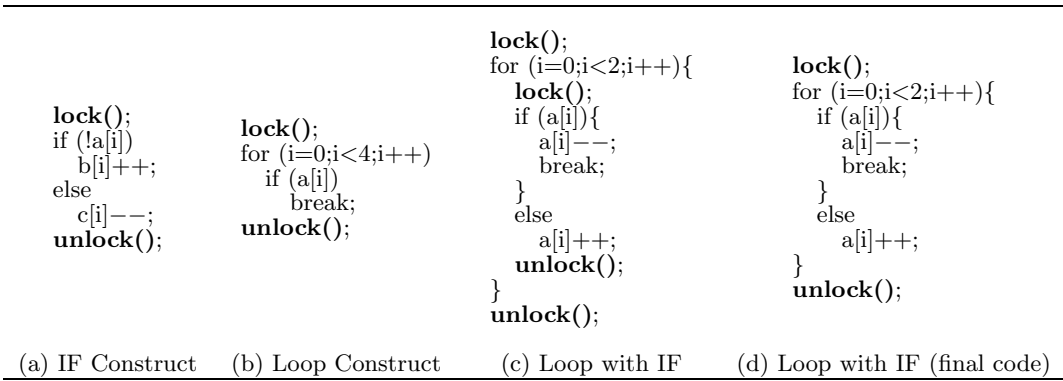 lock();
if (!a[i])
b[i]++;
else
c[i]−−;
unlock();
lock();
for (i=0;i<4;i++)
if (a[i])
break;
unlock();
lock();
for (i=0;i<2;i++){
lock();
if (a[i]){
a[i]−−;
break;
}
else
a[i]++;
unlock();
}
unlock();
lock();
for (i=0;i<2;i++){
if (a[i]){
a[i]−−;
break;
}
else
a[i]++;
}
unlock();
(a) IF Construct
(b) Loop Construct
(c) Loop with IF
(d) Loop with IF (final code)